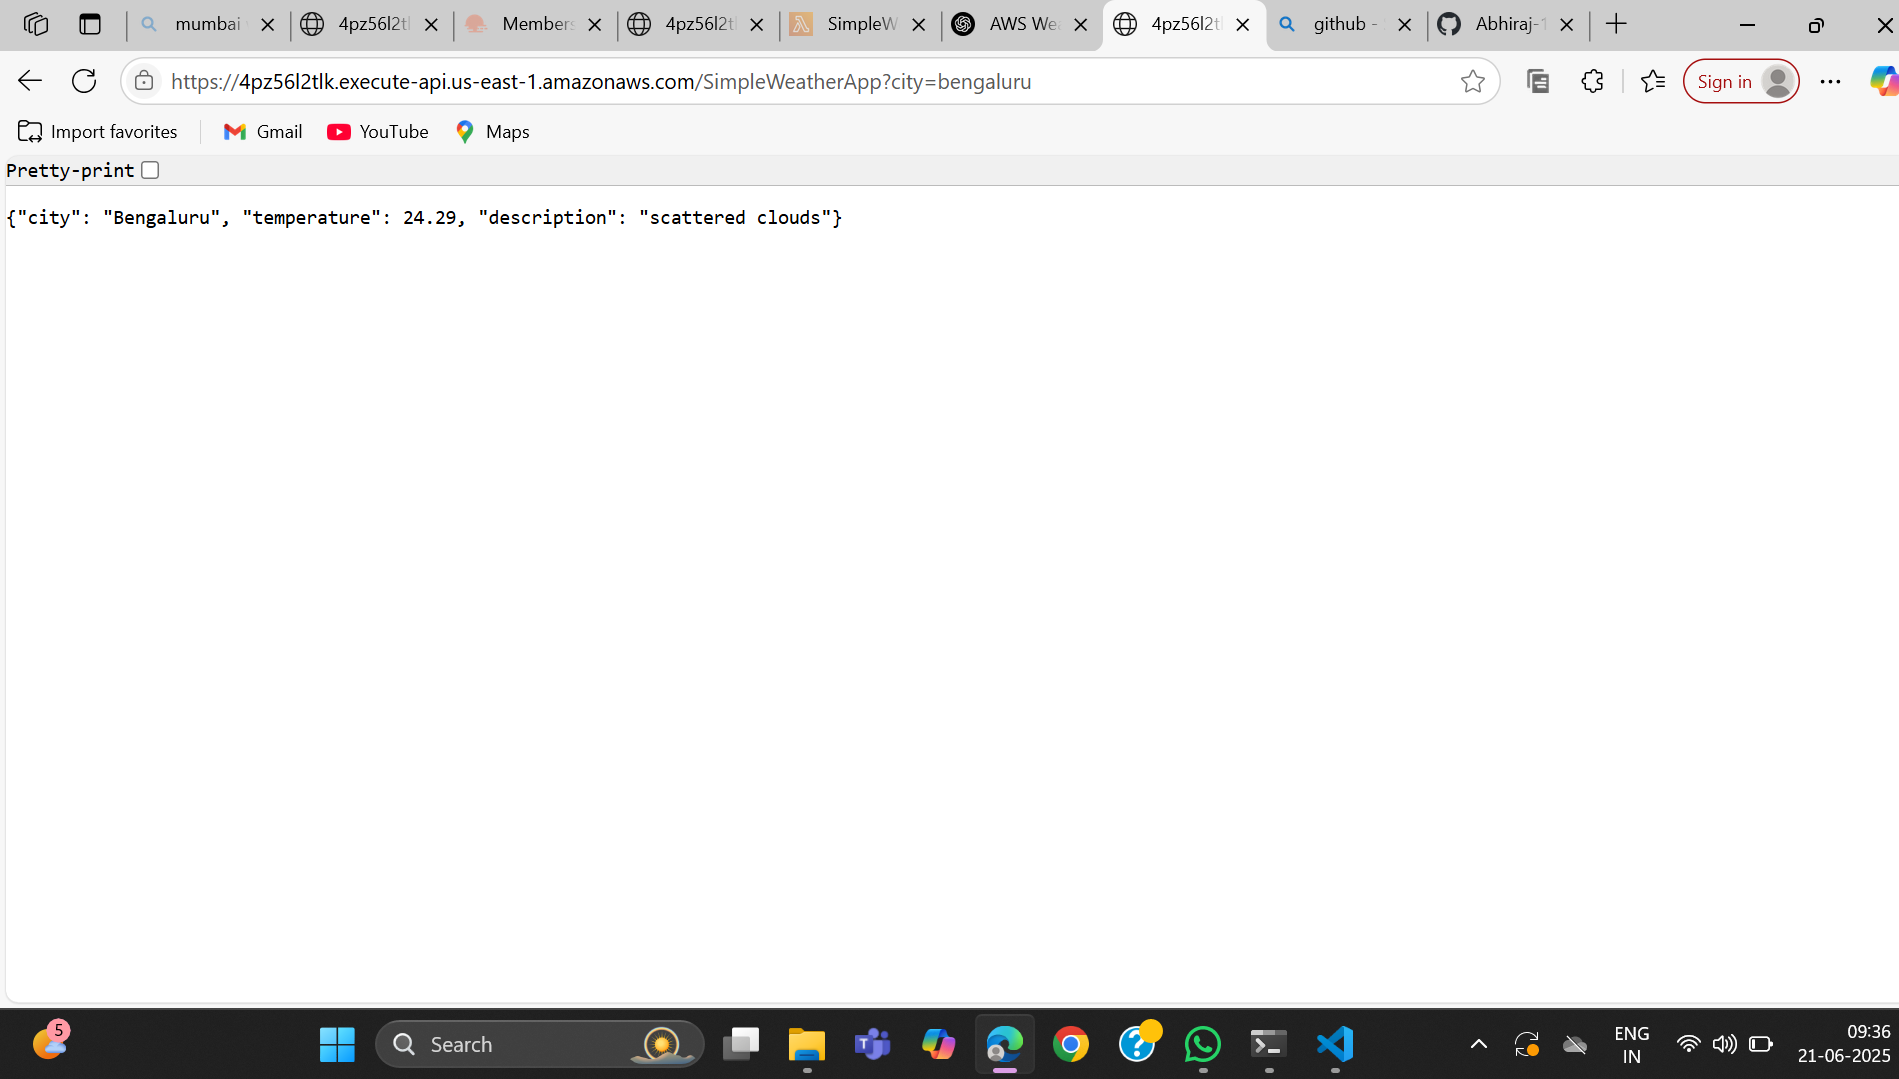 mumbai
4pz56l2tl
Members
4pz56l2tl
SimpleW
AWS Wea
4pz56l2tl
github -
Abhiraj-1
https://4pz56l2tlk.execute-api.us-east-1.amazonaws.com/SimpleWeatherApp?city=bengaluru
Sign in
Import favorites
Gmail
YouTube
Maps
Pretty-print
{"city": "Bengaluru", "temperature": 24.29, "description": "scattered clouds"}
5
Search
ENG
IN
09:36
21-06-2025